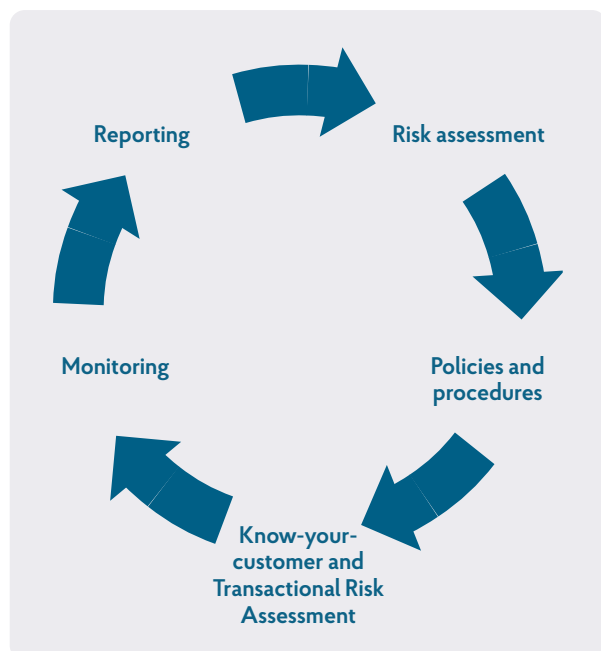 Reporting
Risk assessment
Policies and
procedures
Know-your-
customer and
Transactional Risk
Assessment
Monitoring